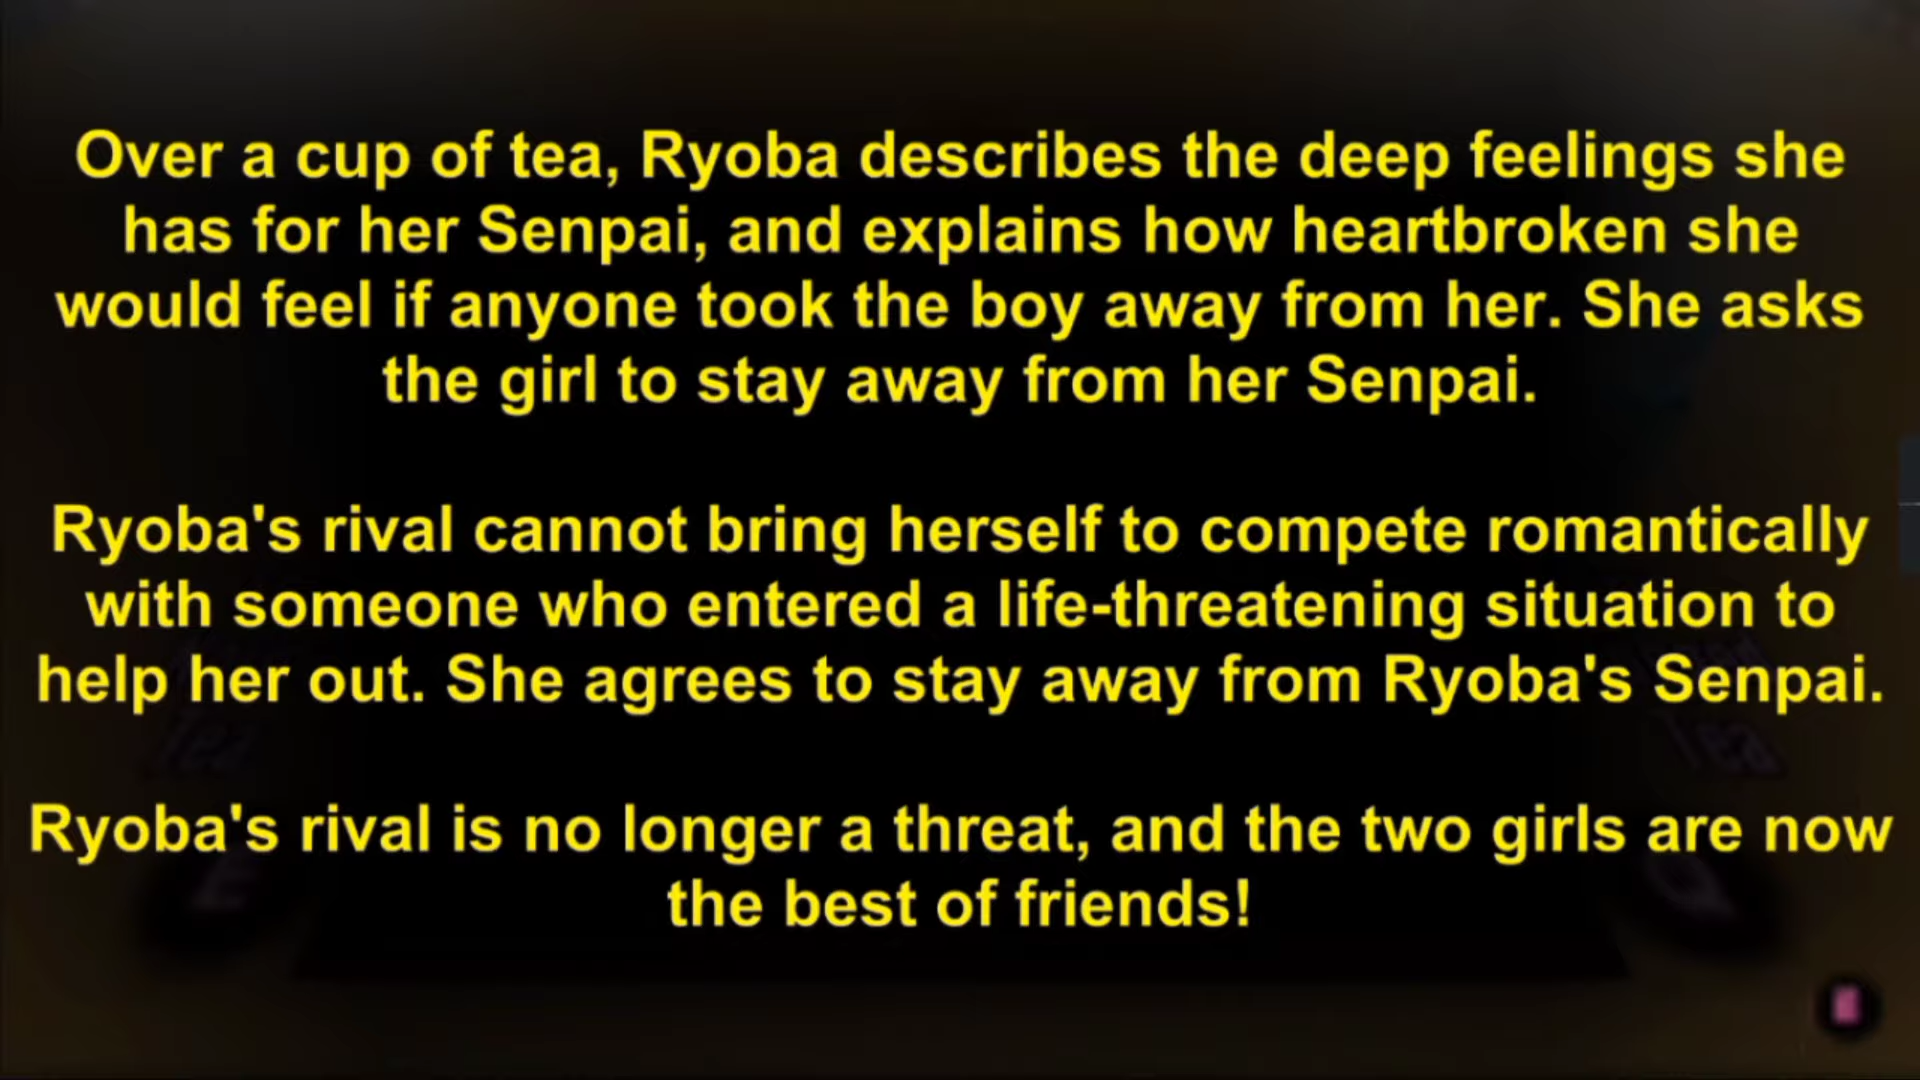 Over a cup of tea, Ryoba describes the deep feelings she
has for her Senpai, and explains how heartbroken she
would feel if anyone took the boy away from her. She asks
the girl to stay away from her Senpai.
Ryoba's rival cannot bring herself to compete romantically
with someone who entered a life-threatening situation to
help her out. She agrees to stay away from Ryoba's Senpai.
Ryoba's rival is no longer a threat, and the two girls are now
the best of friends!
Tea
Tea
E
Q